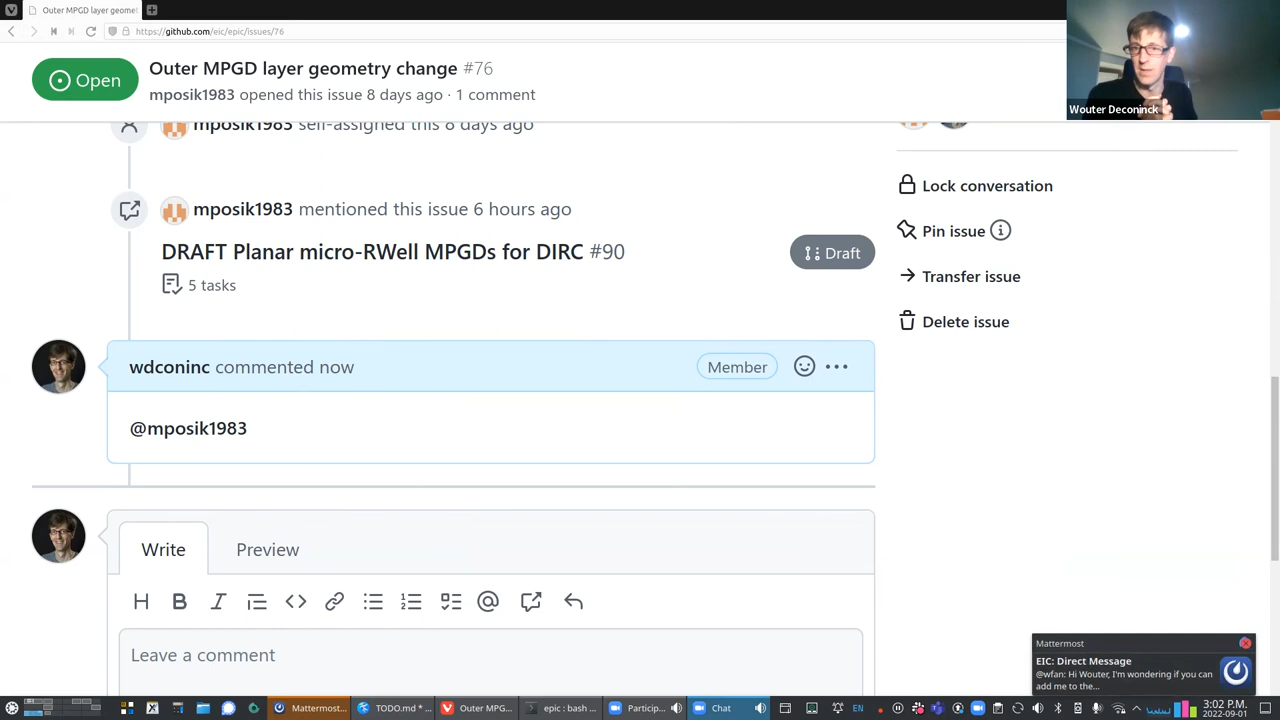 Outer MPGD layer geomet
https://github.com/eic/epic/issues/76
Open
Outer MPGD layer geometry change #76
mposik1983 opened this issue 8 days ago · 1 comment
Wouter Deconinck
mposik1983 self-assigned this 8 days ago
mposik1983 mentioned this issue 6 hours ago
DRAFT Planar micro-RWell MPGDs for DIRC #90
Draft
5 tasks
Lock conversation
Pin issue
Transfer issue
Delete issue
wdconinc commented now
Member
@mposik1983
Write
Preview
Leave a comment
Mattermost
EIC: Direct Message
@wfan: Hi Wouter, I'm wondering if you can
add me to the...
Mattermos...
TODO.md * ...
Outer MPG...
epic : bash ...
Particip...
Chat
EN
3:02 P.M.
2022-09-01